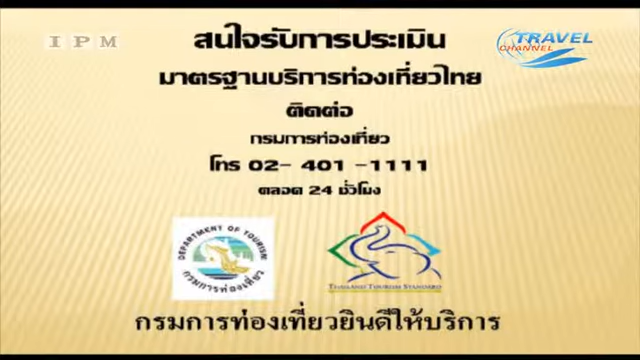 IPM
TRAVEL
CHANNEL
สนใจรับการประเมิน
มาตรฐานบริการท่องเที่ยวไทย
ติดต่อ
กรมการท่องเที่ยว
โทร 02- 401 -1111
ตลอด 24 ชั่วโมง
DEPARTMENT OF TOURISM
กรมการท่องเที่ยว
THAILAND TOURISM STANDARD
กรมการท่องเที่ยวยินดีให้บริการ